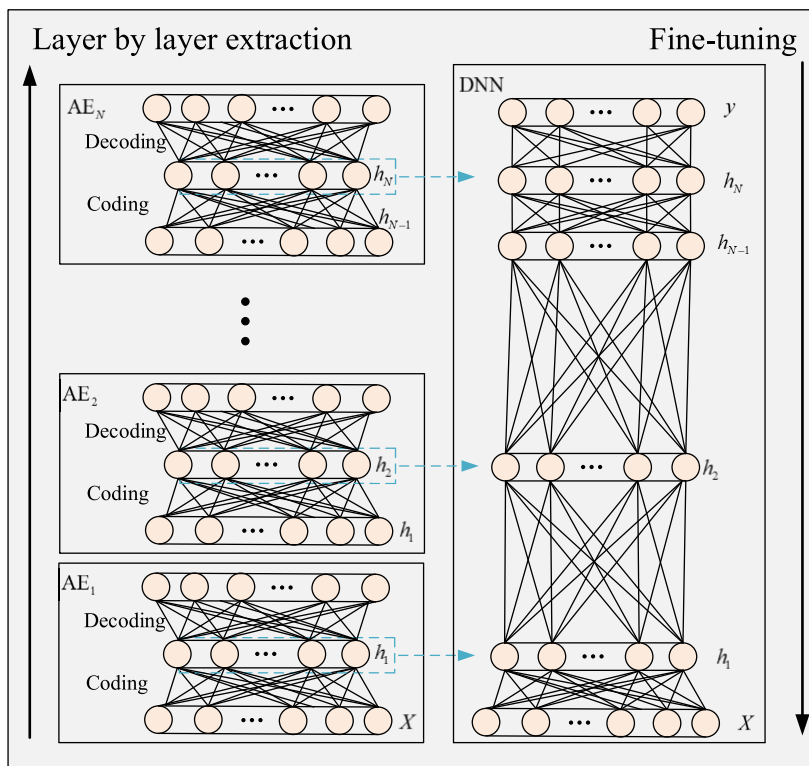 Layer by layer extraction
Fine-tuning
AE_N
Decoding
h_N
Coding
h_{N-1}
AE_2
Decoding
h_2
Coding
h_1
AE_1
Decoding
h_1
Coding
X
DNN
y
h_N
h_{N-1}
h_2
h_1
X